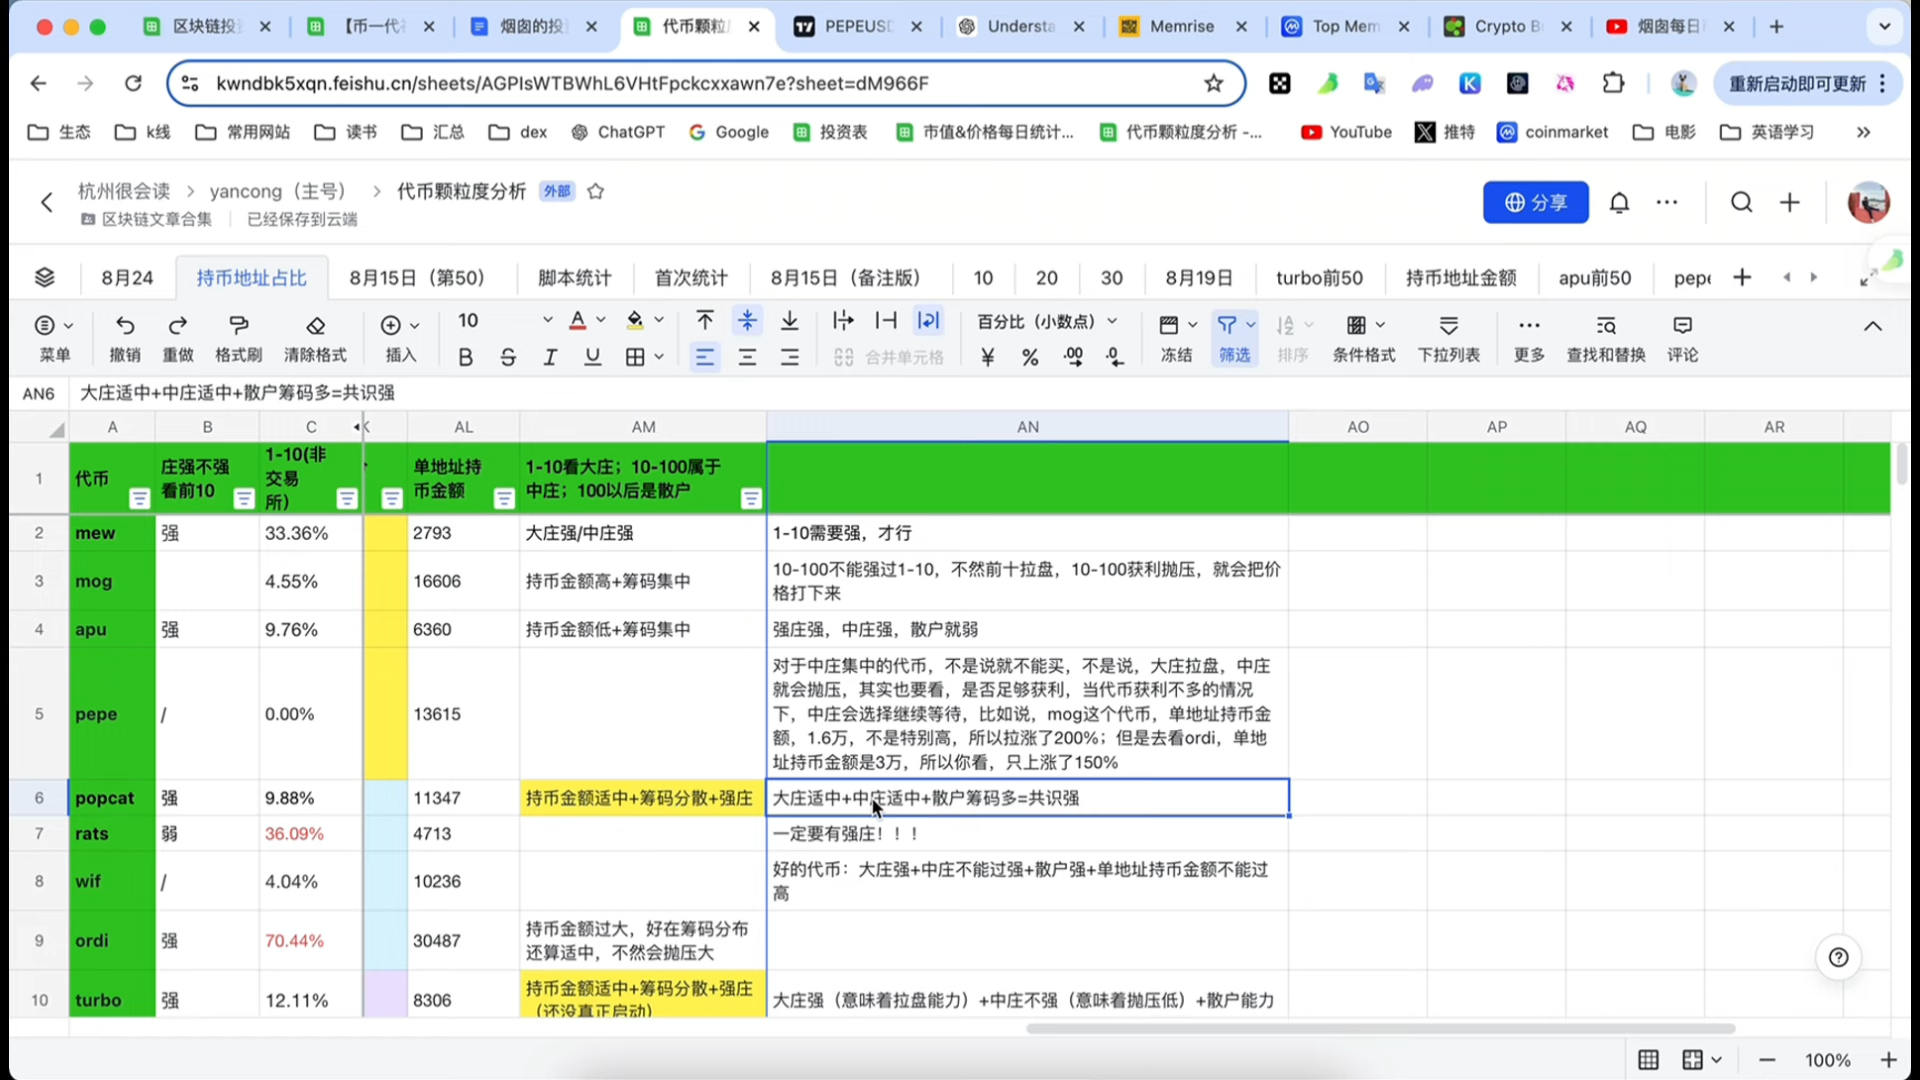 区块链投
【币一代
烟囱的投
代币颗粒
PEPEUSD
Understa
Memrise
Top Mem
Crypto B
烟囱每日
kwndbk5xqn.feishu.cn/sheets/AGPIsWTBWhL6VHtFpckcxxawn7e?sheet=dM966F
重新启动即可更新
生态
k线
常用网站
读书
汇总
dex
ChatGPT
Google
投资表
市值&价格每日统计...
代币颗粒度分析 -...
YouTube
推特
coinmarket
电影
英语学习
杭州很会读 > yancong（主号） > 代币颗粒度分析 外部
区块链文章合集 | 已经保存到云端
分享
8月24
持币地址占比
8月15日（第50）
脚本统计
首次统计
8月15日（备注版）
10
20
30
8月19日
turbo前50
持币地址金额
apu前50
pepe
10
百分比（小数点）
菜单
撤销
重做
格式刷
清除格式
插入
合并单元格
冻结
筛选
排序
条件格式
下拉列表
更多
查找和替换
评论
AN6 大庄适中+中庄适中+散户筹码多=共识强
A B C K AL AM AN AO AP AQ AR
1 代币
庄强不强
看前10
1-10(非
交易
所)
单地址持
币金额
1-10看大庄；10-100属于
中庄；100以后是散户
2 mew 强 33.36% 2793 大庄强/中庄强 1-10需要强，才行
3 mog 4.55% 16606 持币金额高+筹码集中
10-100不能强过1-10，不然前十拉盘，10-100获利抛压，就会把价
格打下来
4 apu 强 9.76% 6360 持币金额低+筹码集中 强庄强，中庄强，散户就弱
5 pepe / 0.00% 13615
对于中庄集中的代币，不是说就不能买，不是说，大庄拉盘，中庄
就会抛压，其实也要看，是否足够获利，当代币获利不多的情况
下，中庄会选择继续等待，比如说，mog这个代币，单地址持币金
额，1.6万，不是特别高，所以拉涨了200%；但是去看ordi，单地
址持币金额是3万，所以你看，只上涨了150%
6 popcat 强 9.88% 11347 持币金额适中+筹码分散+强庄 大庄适中+中庄适中+散户筹码多=共识强
7 rats 弱 36.09% 4713 一定要有强庄！！！
8 wif / 4.04% 10236
好的代币：大庄强+中庄不能过强+散户强+单地址持币金额不能过
高
9 ordi 强 70.44% 30487
持币金额过大，好在筹码分布
还算适中，不然会抛压大
10 turbo 强 12.11% 8306
持币金额适中+筹码分散+强庄
（还没真正启动）
大庄强（意味着拉盘能力）+中庄不强（意味着抛压低）+散户能力
100%